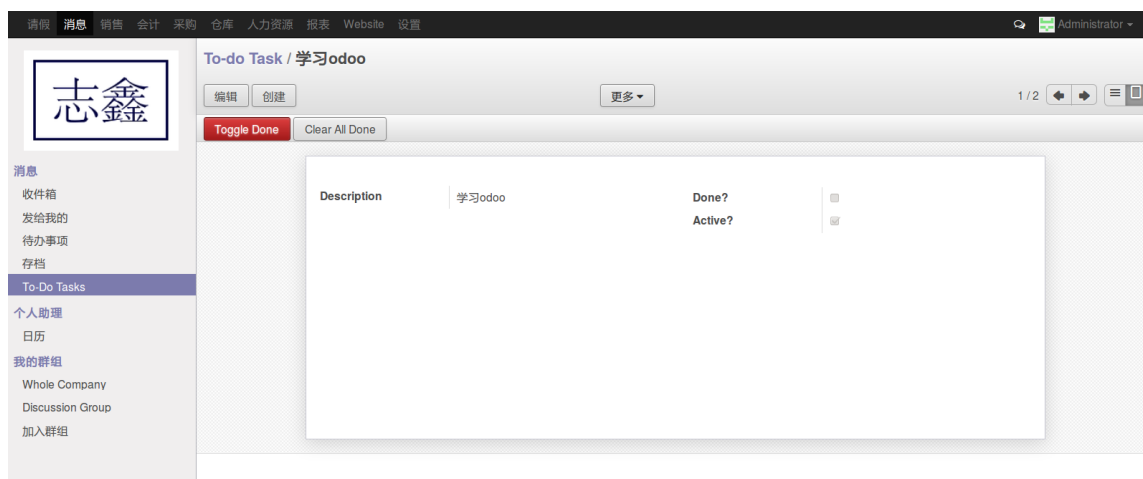 请假 消息 销售 会计 采购 仓库 人力资源 报表 Website 设置 Administrator
志鑫
To-do Task / 学习odoo
编辑 创建 更多 1 / 2
Toggle Done Clear All Done
消息
收件箱
发给我的
待办事项
存档
To-Do Tasks
个人助理
日历
我的群组
Whole Company
Discussion Group
加入群组
Description 学习odoo Done?
Active?